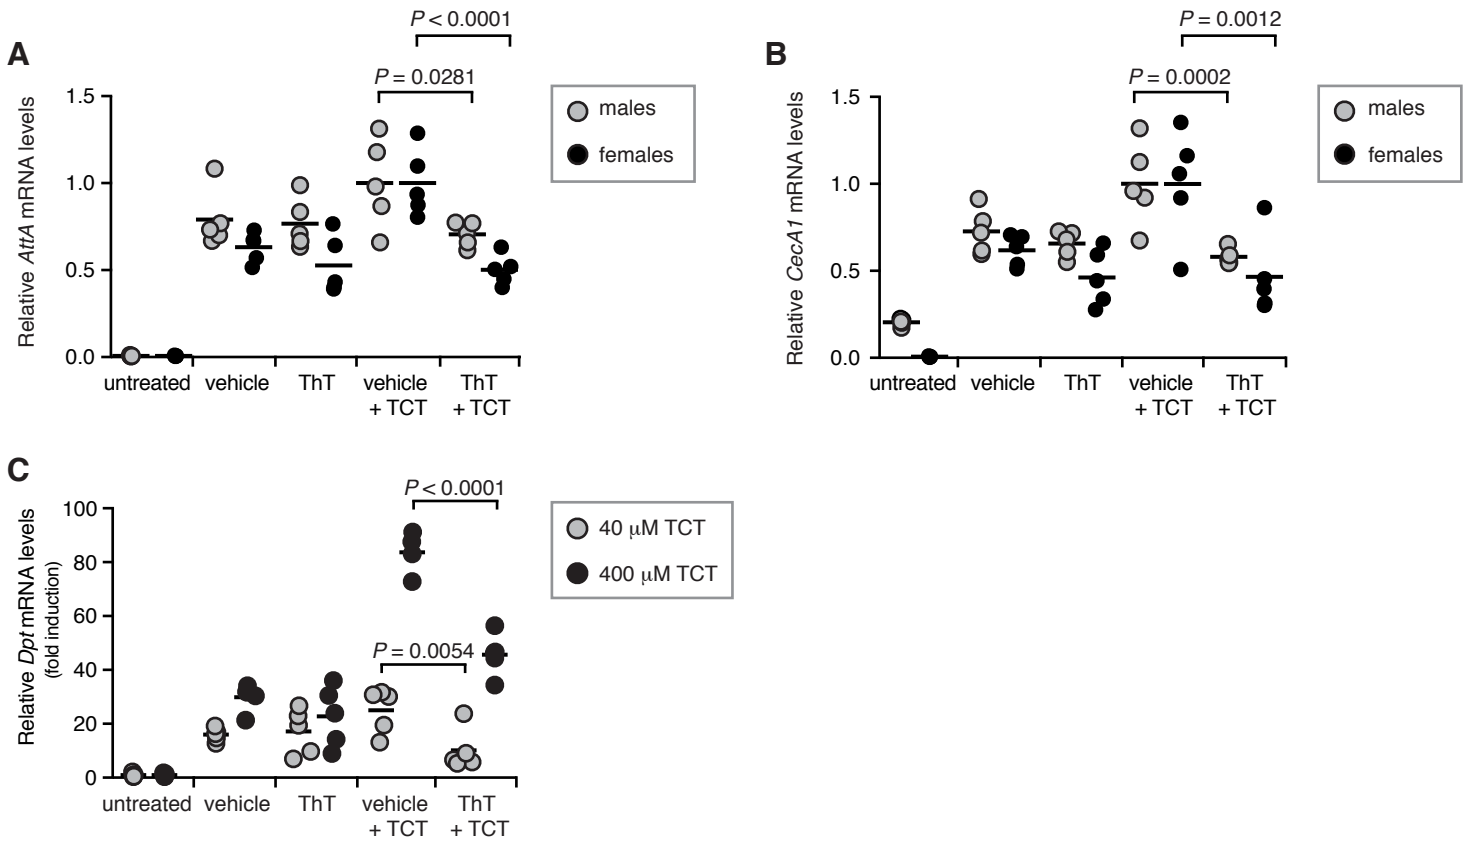 A
P < 0.0001
P = 0.0281
Relative AttA mRNA levels
1.5
1.0
0.5
0.0
untreated
vehicle
ThT
vehicle
+ TCT
ThT
+ TCT
males
females
B
P = 0.0012
P = 0.0002
Relative CecA1 mRNA levels
1.5
1.0
0.5
0.0
untreated
vehicle
ThT
vehicle
+ TCT
ThT
+ TCT
males
females
C
P < 0.0001
P = 0.0054
Relative Dpt mRNA levels
(fold induction)
100
80
60
40
20
0
untreated
vehicle
ThT
vehicle
+ TCT
ThT
+ TCT
40 μM TCT
400 μM TCT